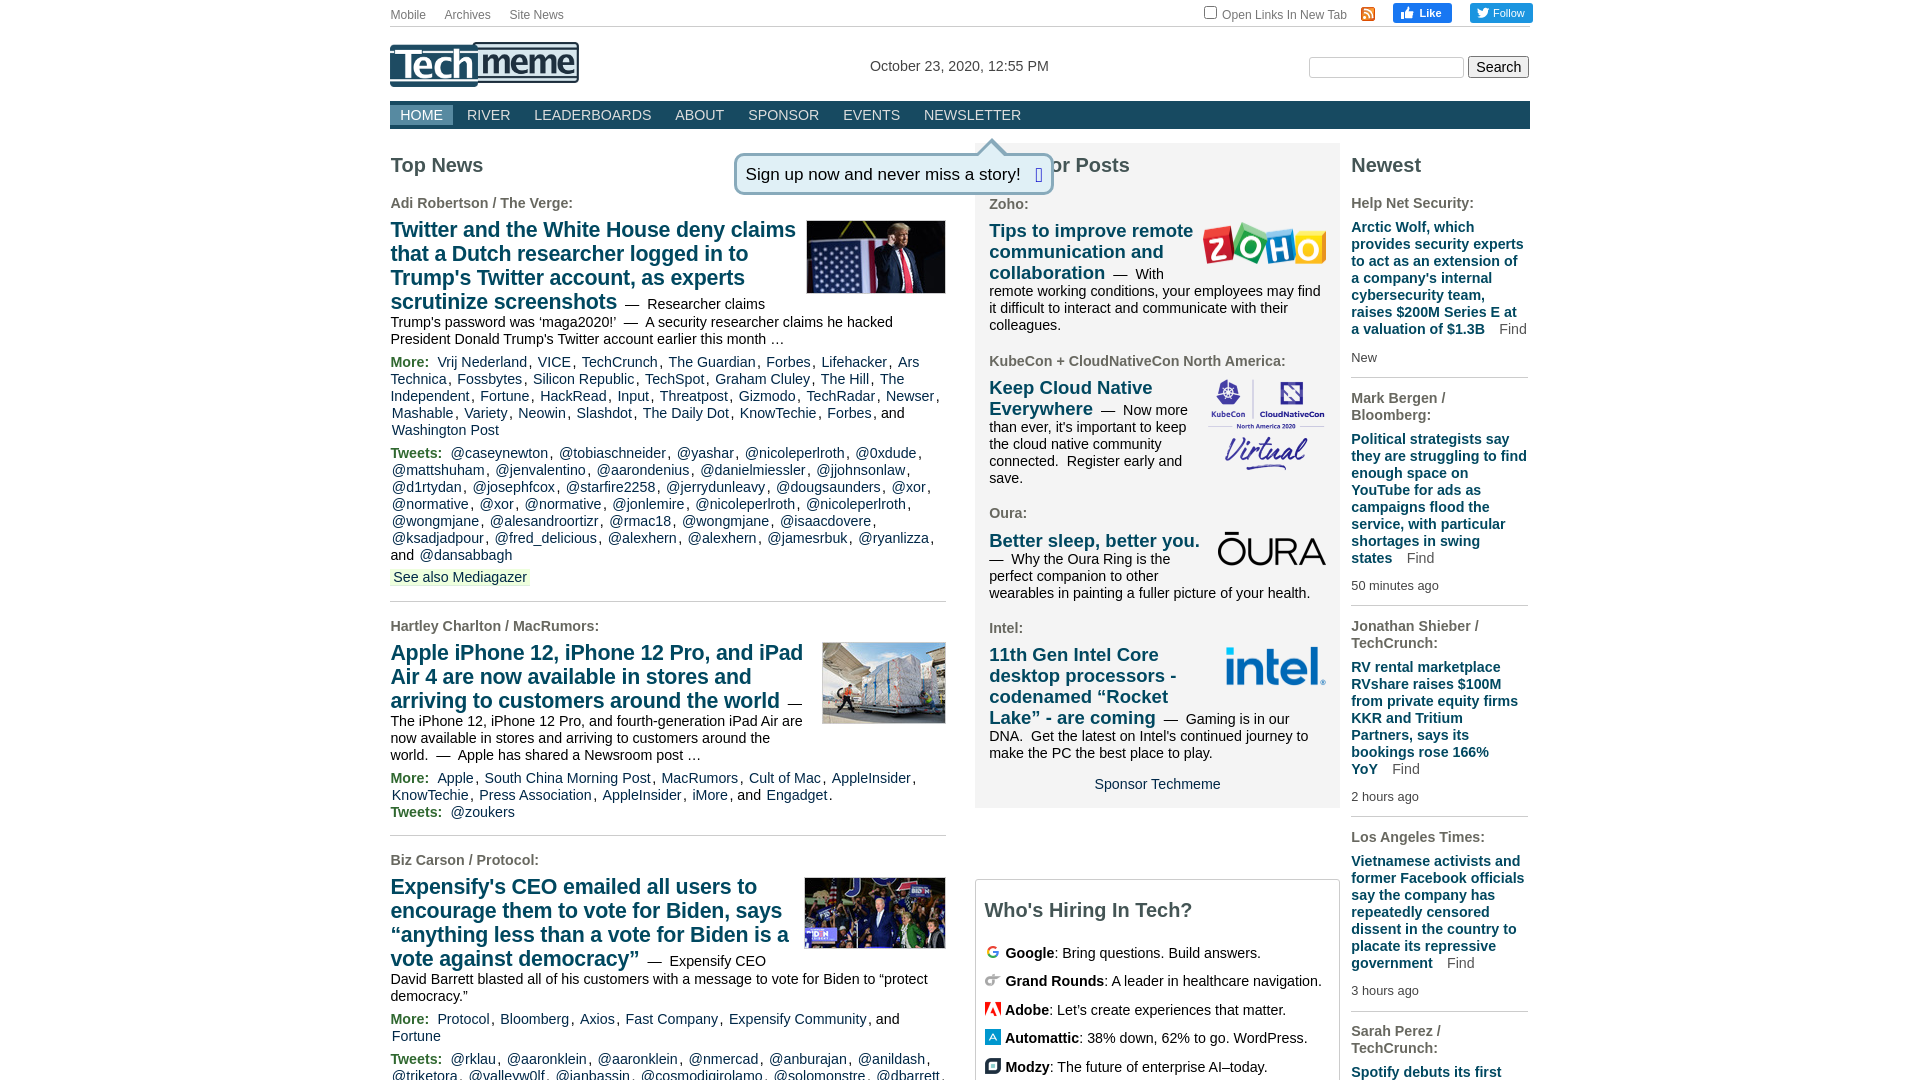 Mobile Archives Site News
Open Links In New Tab Like Follow
Techmeme
October 23, 2020, 12:55 PM
Search
HOME RIVER LEADERBOARDS ABOUT SPONSOR EVENTS NEWSLETTER
Sign up now and never miss a story!
Top News
Adi Robertson / The Verge:
Twitter and the White House deny claims
that a Dutch researcher logged in to
Trump's Twitter account, as experts
scrutinize screenshots — Researcher claims
Trump's password was ‘maga2020!’ — A security researcher claims he hacked
President Donald Trump's Twitter account earlier this month …
More: Vrij Nederland, VICE, TechCrunch, The Guardian, Forbes, Lifehacker, Ars
Technica, Fossbytes, Silicon Republic, TechSpot, Graham Cluley, The Hill, The
Independent, Fortune, HackRead, Input, Threatpost, Gizmodo, TechRadar, Newser,
Mashable, Variety, Neowin, Slashdot, The Daily Dot, KnowTechie, Forbes, and
Washington Post
Tweets: @caseynewton, @tobiaschneider, @yashar, @nicoleperlroth, @0xdude,
@mattshuham, @jenvalentino, @aarondenius, @danielmiessler, @jjohnsonlaw,
@d1rtydan, @josephfcox, @starfire2258, @jerrydunleavy, @dougsaunders, @xor,
@normative, @xor, @normative, @jonlemire, @nicoleperlroth, @nicoleperlroth,
@wongmjane, @alesandroortizr, @rmac18, @wongmjane, @isaacdovere,
@ksadjadpour, @fred_delicious, @alexhern, @alexhern, @jamesrbuk, @ryanlizza,
and @dansabbagh
See also Mediagazer
Hartley Charlton / MacRumors:
Apple iPhone 12, iPhone 12 Pro, and iPad
Air 4 are now available in stores and
arriving to customers around the world —
The iPhone 12, iPhone 12 Pro, and fourth-generation iPad Air are
now available in stores and arriving to customers around the
world. — Apple has shared a Newsroom post …
More: Apple, South China Morning Post, MacRumors, Cult of Mac, AppleInsider,
KnowTechie, Press Association, AppleInsider, iMore, and Engadget.
Tweets: @zoukers
Biz Carson / Protocol:
Expensify's CEO emailed all users to
encourage them to vote for Biden, says
“anything less than a vote for Biden is a
vote against democracy” — Expensify CEO
David Barrett blasted all of his customers with a message to vote for Biden to “protect
democracy.”
More: Protocol, Bloomberg, Axios, Fast Company, Expensify Community, and
Fortune
Tweets: @rklau, @aaronklein, @aaronklein, @nmercad, @anburajan, @anildash,
@triketora, @valleyw0lf, @ianbassin, @cosmodigirolamo, @solomonstre, @dbarrett,
or Posts
Zoho:
Tips to improve remote
communication and
collaboration — With
remote working conditions, your employees may find
it difficult to interact and communicate with their
colleagues.
ZOHO
KubeCon + CloudNativeCon North America:
Keep Cloud Native
Everywhere — Now more
than ever, it's important to keep
the cloud native community
connected. Register early and
save.
KubeCon CloudNativeCon
North America 2020
Virtual
Oura:
Better sleep, better you.
— Why the Oura Ring is the
perfect companion to other
wearables in painting a fuller picture of your health.
ŌURA
Intel:
11th Gen Intel Core
desktop processors -
codenamed “Rocket
Lake” - are coming — Gaming is in our
DNA. Get the latest on Intel's continued journey to
make the PC the best place to play.
intel
Sponsor Techmeme
Who's Hiring In Tech?
Google: Bring questions. Build answers.
Grand Rounds: A leader in healthcare navigation.
Adobe: Let’s create experiences that matter.
Automattic: 38% down, 62% to go. WordPress.
Modzy: The future of enterprise AI–today.
Newest
Help Net Security:
Arctic Wolf, which
provides security experts
to act as an extension of
a company's internal
cybersecurity team,
raises $200M Series E at
a valuation of $1.3B Find
New
Mark Bergen /
Bloomberg:
Political strategists say
they are struggling to find
enough space on
YouTube for ads as
campaigns flood the
service, with particular
shortages in swing
states Find
50 minutes ago
Jonathan Shieber /
TechCrunch:
RV rental marketplace
RVshare raises $100M
from private equity firms
KKR and Tritium
Partners, says its
bookings rose 166%
YoY Find
2 hours ago
Los Angeles Times:
Vietnamese activists and
former Facebook officials
say the company has
repeatedly censored
dissent in the country to
placate its repressive
government Find
3 hours ago
Sarah Perez /
TechCrunch:
Spotify debuts its first